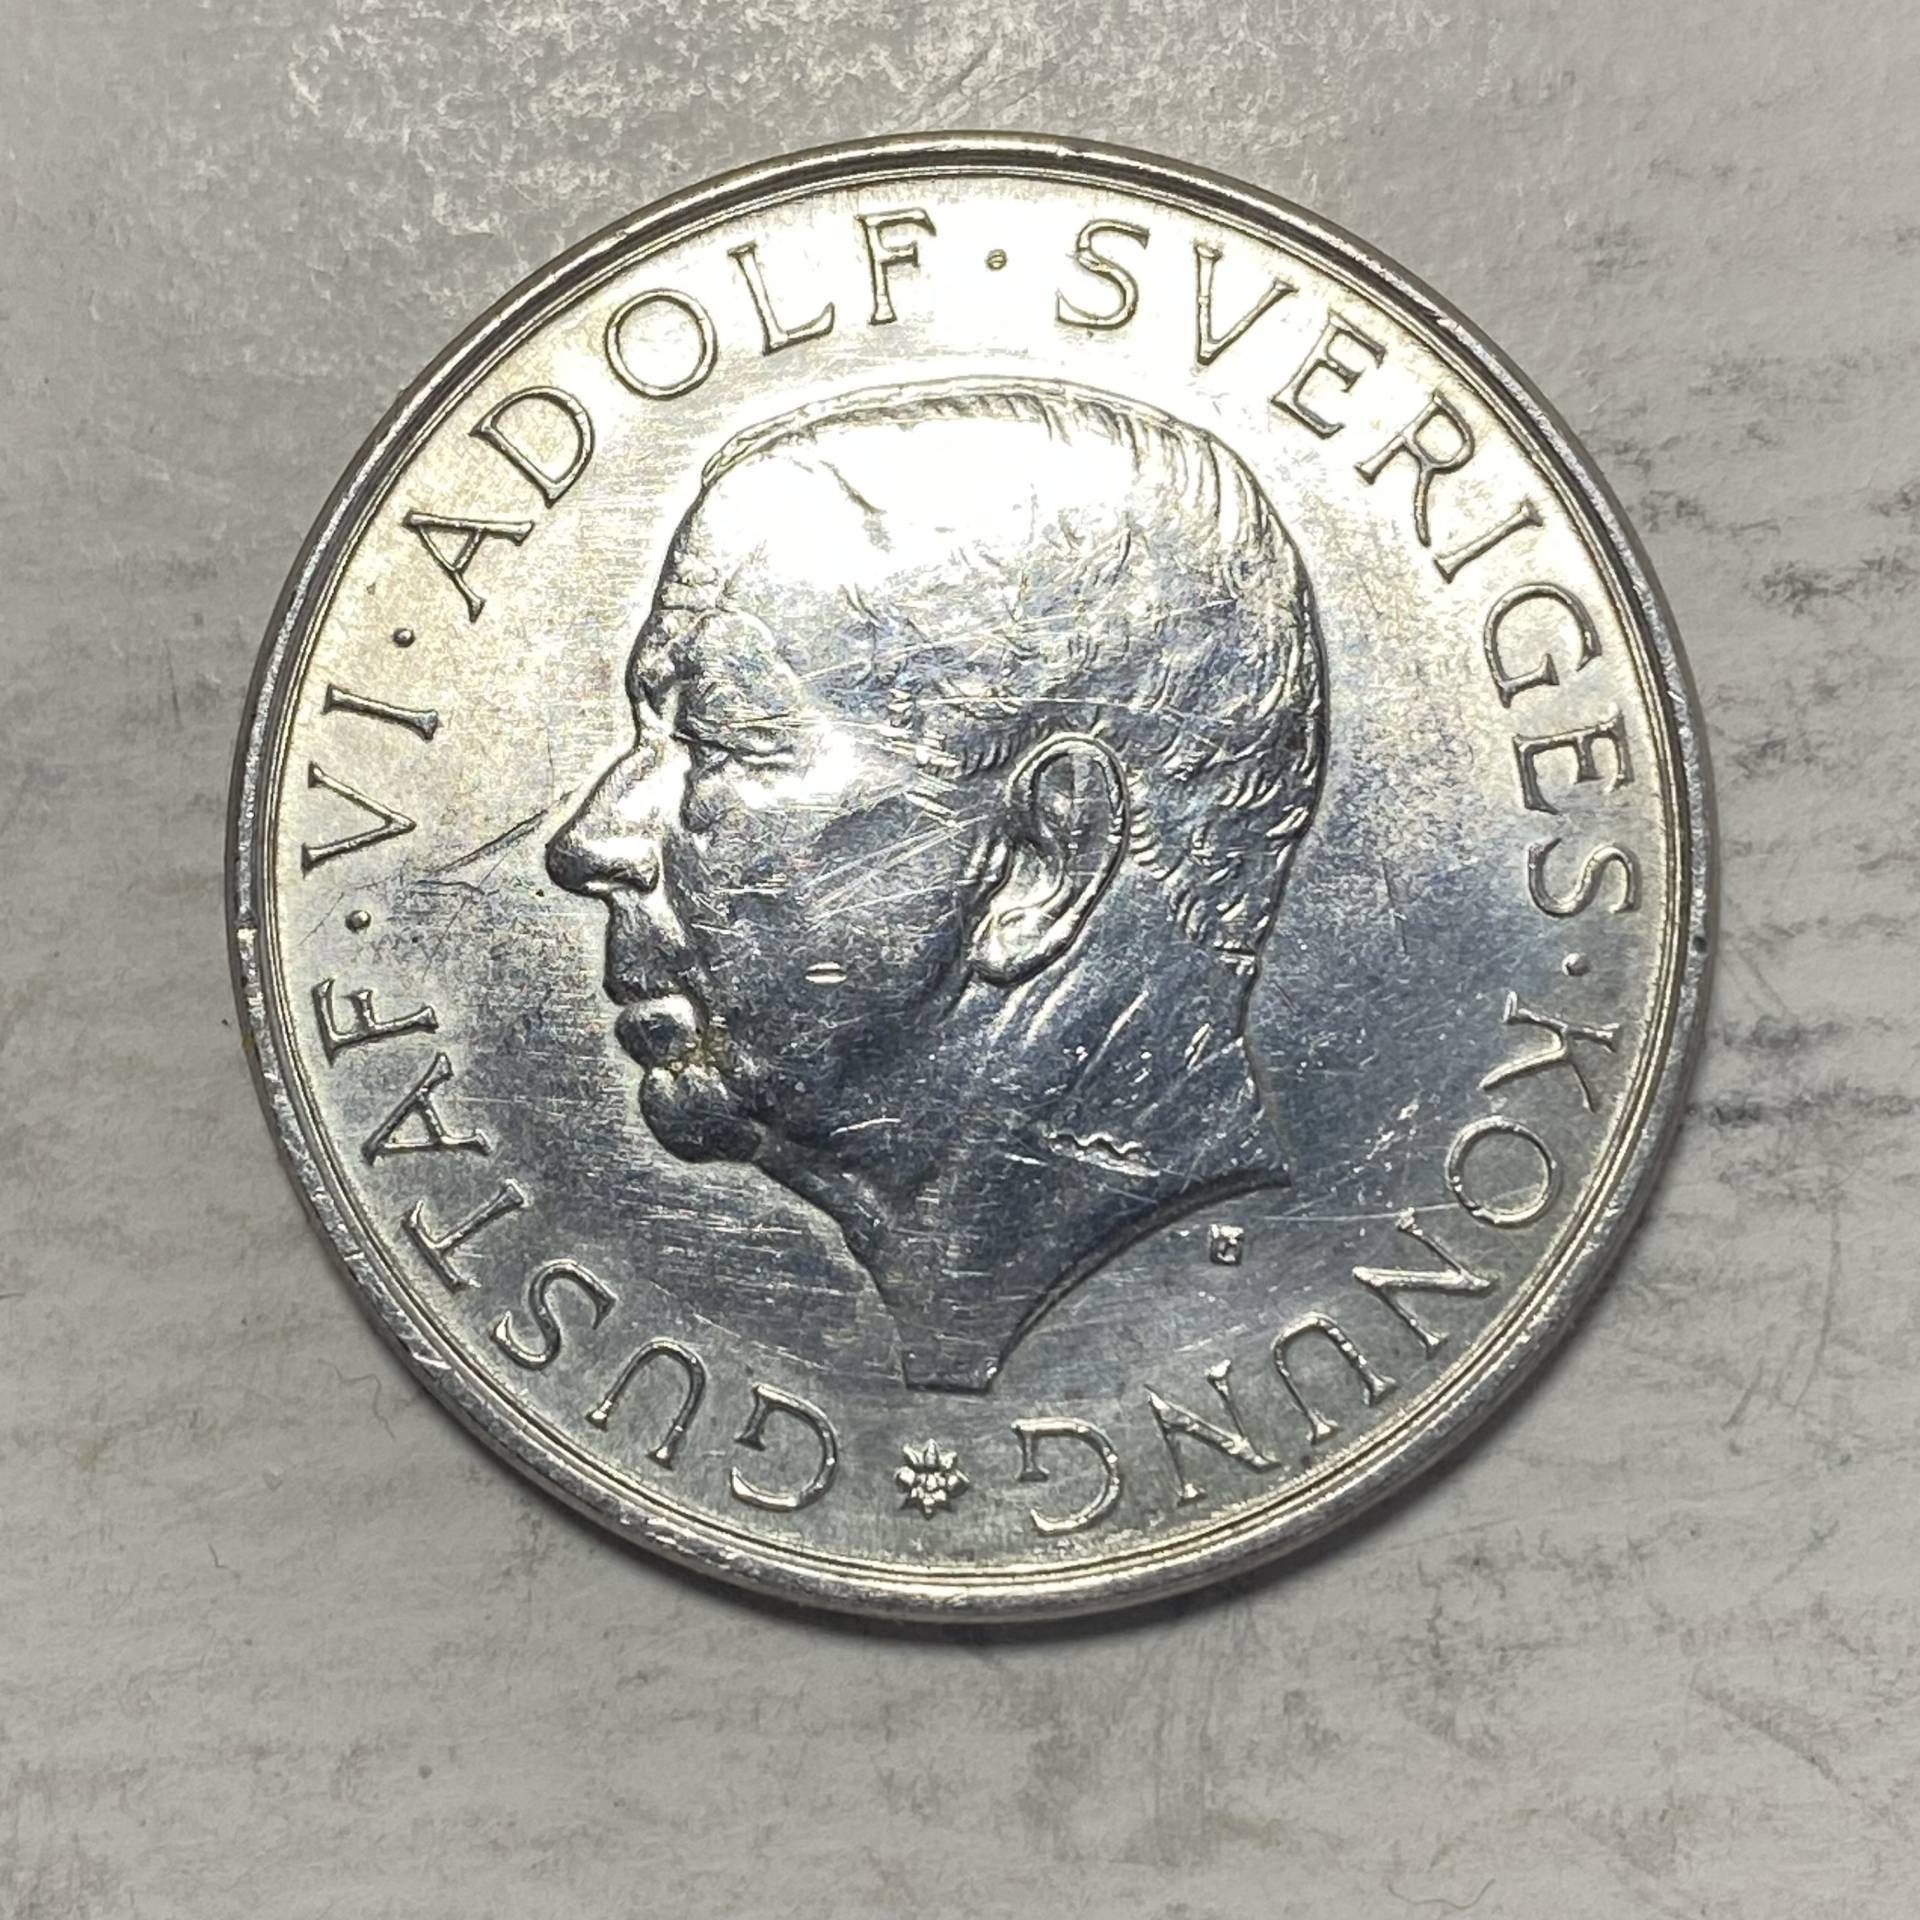 GUSTAF · VI · ADOLF · SVERIGES · KONUNG